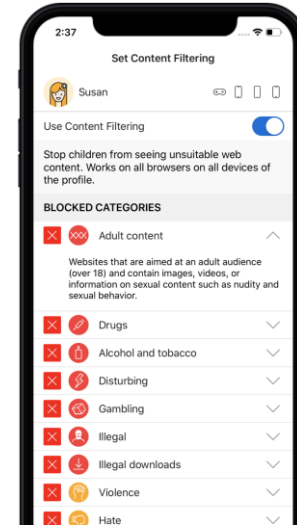 2:37
Set Content Filtering
Susan
Use Content Filtering
Stop children from seeing unsuitable web
content. Works on all browsers on all devices of
the profile.
BLOCKED CATEGORIES
XXX Adult content
Websites that are aimed at an adult audience
(over 18) and contain images, videos, or
information on sexual content such as nudity and
sexual behavior.
Drugs
Alcohol and tobacco
Disturbing
Gambling
Illegal
Illegal downloads
Violence
Hate